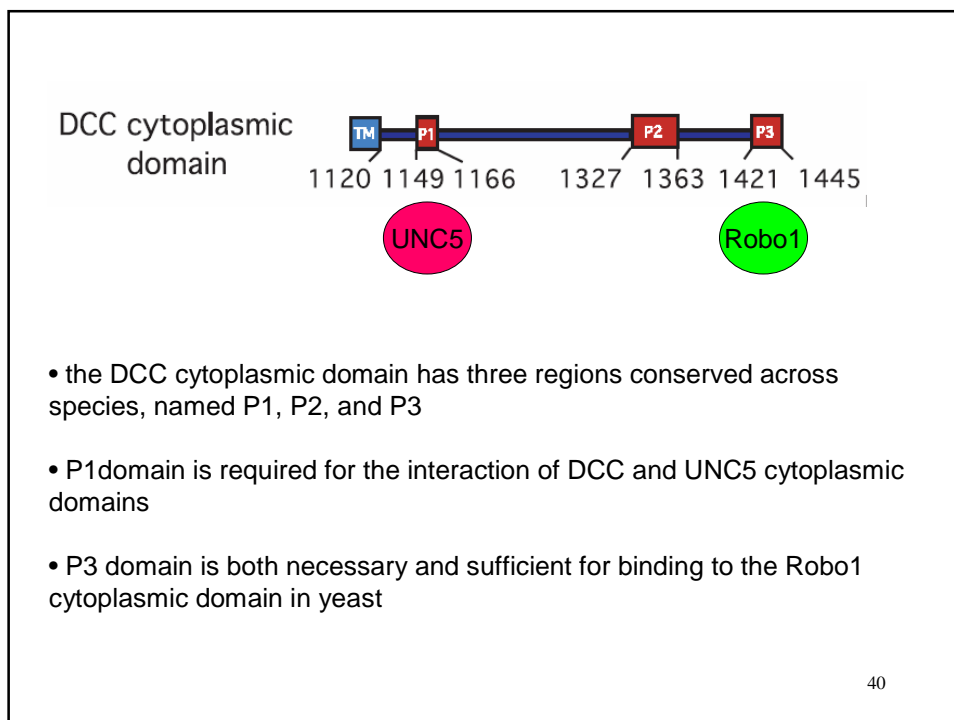 DCC cytoplasmic
domain
TM P1 P2 P3
1120 1149 1166 1327 1363 1421 1445
UNC5 Robo1
• the DCC cytoplasmic domain has three regions conserved across
species, named P1, P2, and P3
• P1domain is required for the interaction of DCC and UNC5 cytoplasmic
domains
• P3 domain is both necessary and sufficient for binding to the Robo1
cytoplasmic domain in yeast
40